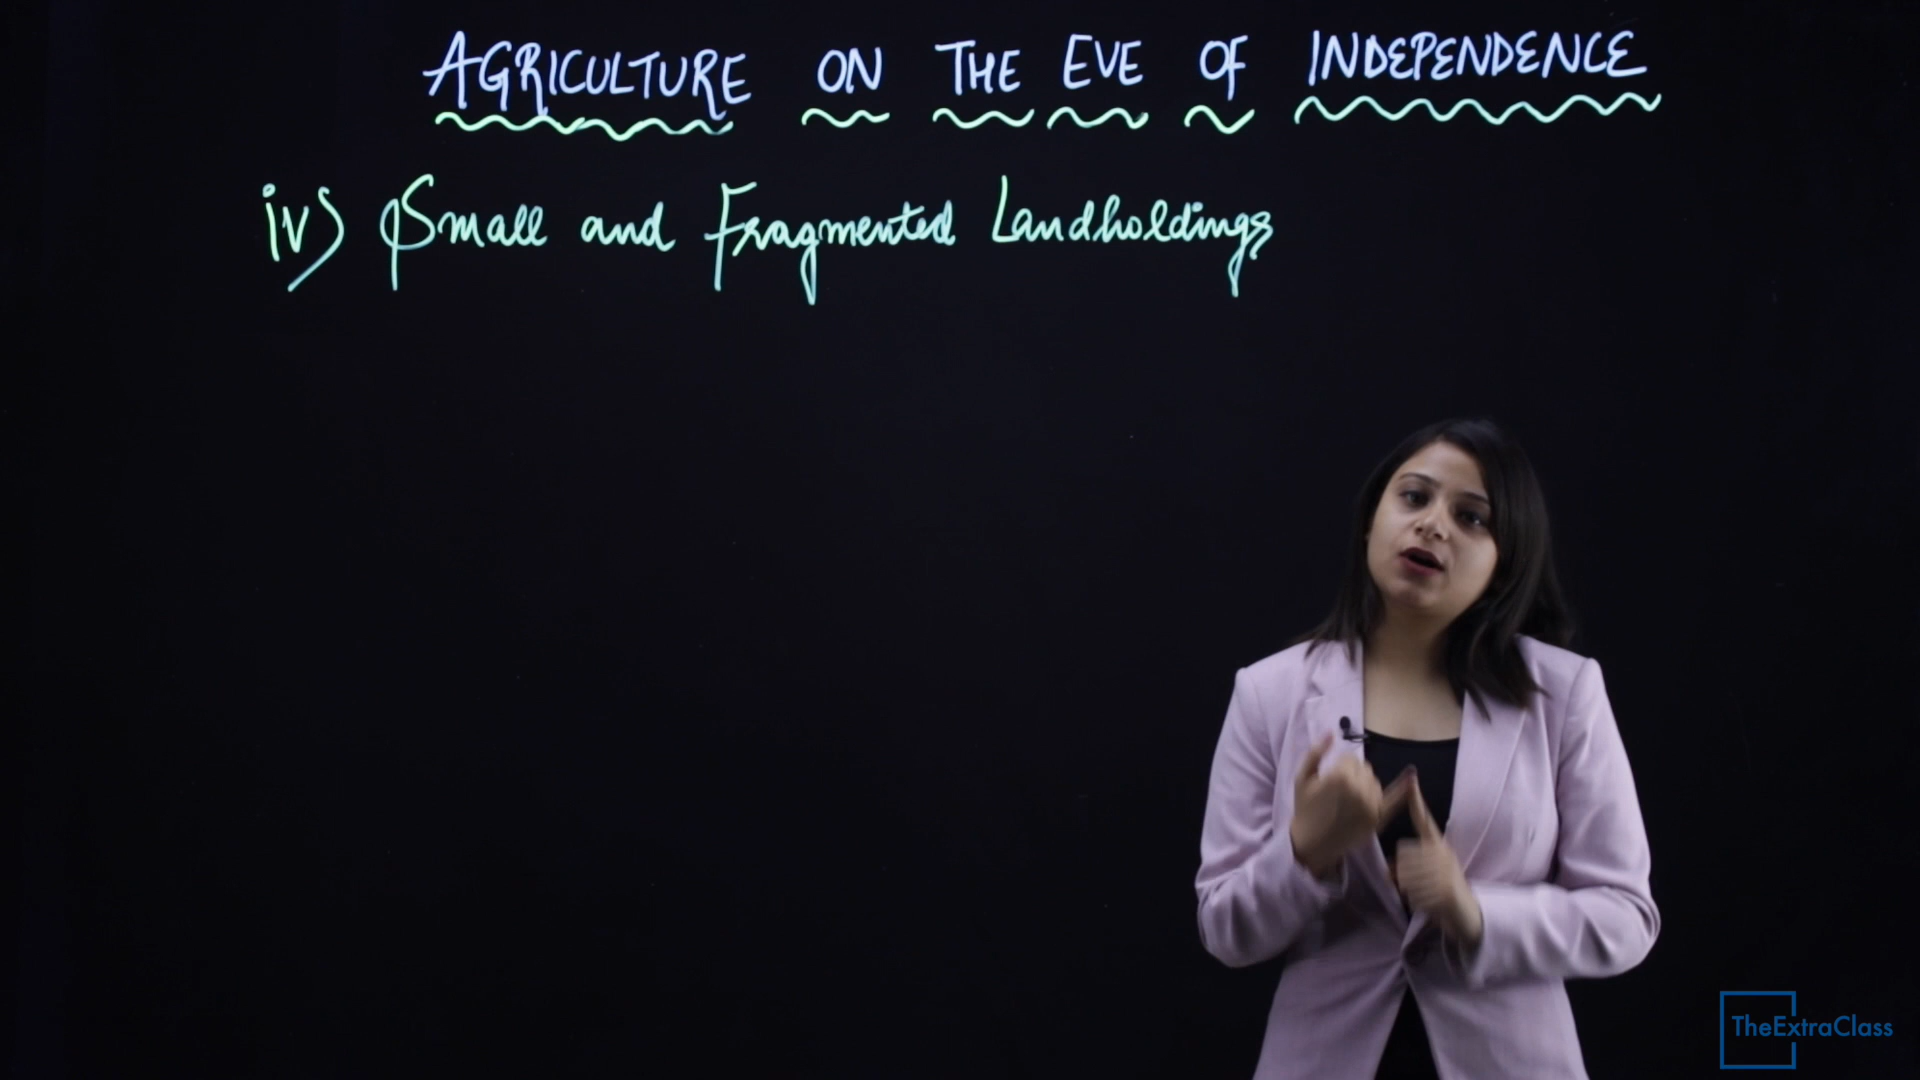 AGRICULTURE ON THE EVE OF INDEPENDENCE
iv) Small and Fragmented Landholdings
TheExtraClass